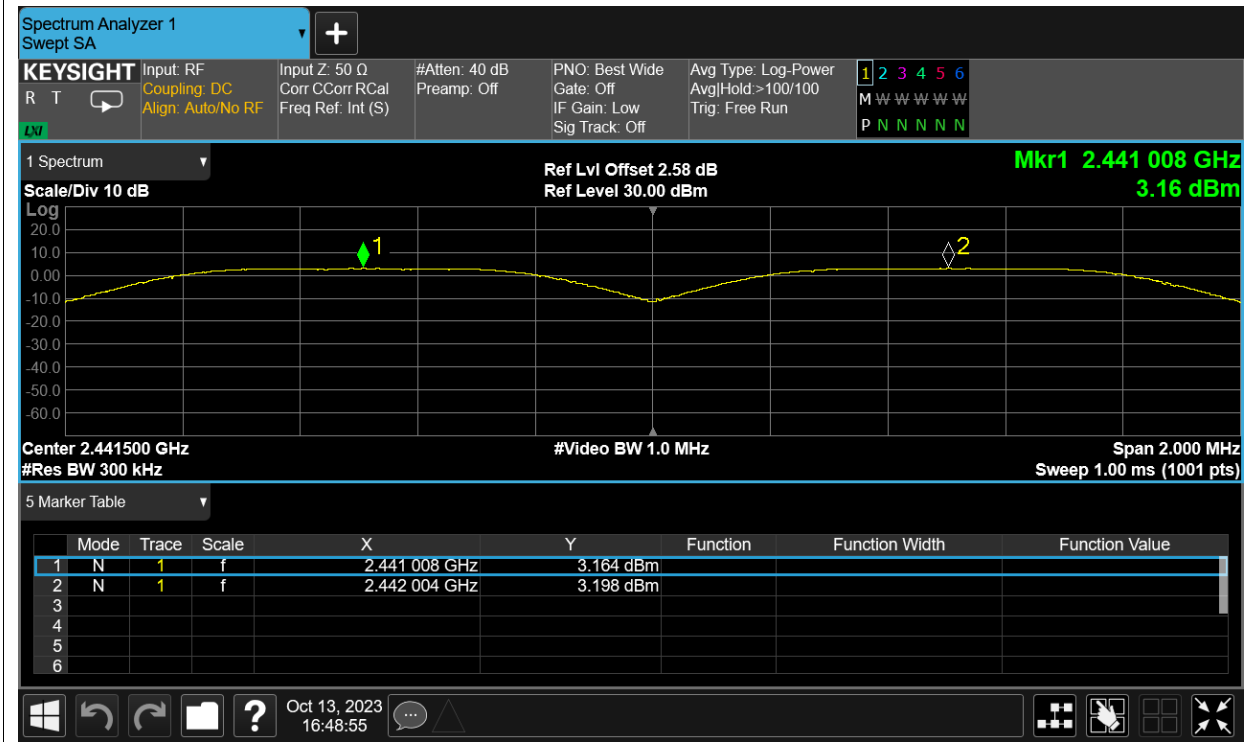 Spectrum Analyzer 1
Swept SA
+
KEYSIGHT
R T
LXI
Input: RF
Coupling: DC
Align: Auto/No RF
Input Z: 50 Ω
Corr CCorr RCal
Freq Ref: Int (S)
#Atten: 40 dB
Preamp: Off
PNO: Best Wide
Gate: Off
IF Gain: Low
Sig Track: Off
Avg Type: Log-Power
Avg|Hold:>100/100
Trig: Free Run
1 2 3 4 5 6
M W W W W W
P N N N N N
1 Spectrum
Scale/Div 10 dB
Ref Lvl Offset 2.58 dB
Ref Level 30.00 dBm
Mkr1 2.441 008 GHz
3.16 dBm
Log
20.0
10.0
0.00
-10.0
-20.0
-30.0
-40.0
-50.0
-60.0
1
2
Center 2.441500 GHz
#Res BW 300 kHz
#Video BW 1.0 MHz
Span 2.000 MHz
Sweep 1.00 ms (1001 pts)
5 Marker Table
Mode Trace Scale X Y Function Function Width Function Value
1 N 1 f 2.441 008 GHz 3.164 dBm
2 N 1 f 2.442 004 GHz 3.198 dBm
3
4
5
6
?
Oct 13, 2023
16:48:55